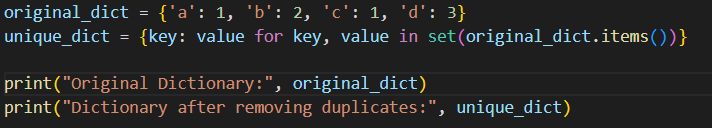 original_dict = {'a': 1, 'b': 2, 'c': 1, 'd': 3}
unique_dict = {key: value for key, value in set(original_dict.items())}
print("Original Dictionary:", original_dict)
print("Dictionary after removing duplicates:", unique_dict)